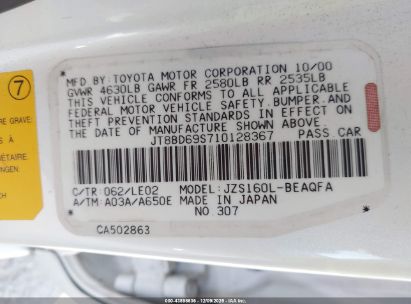 7
MFD. BY: TOYOTA MOTOR CORPORATION 10/00
GVWR 4630LB GAWR FR 2580LB RR 2535LB
THIS VEHICLE CONFORMS TO ALL APPLICABLE
FEDERAL MOTOR VEHICLE SAFETY, BUMPER, AND
THEFT PREVENTION STANDARDS IN EFFECT ON
THE DATE OF MANUFACTURE SHOWN ABOVE.
JT8BD69S710128367 PASS CAR
RE GRAVE:
C/TR: 062/LE02 MODEL: JZS160L-BEAQFA
A/TM: A03A/A650E MADE IN JAPAN
NO. 307
CA502863